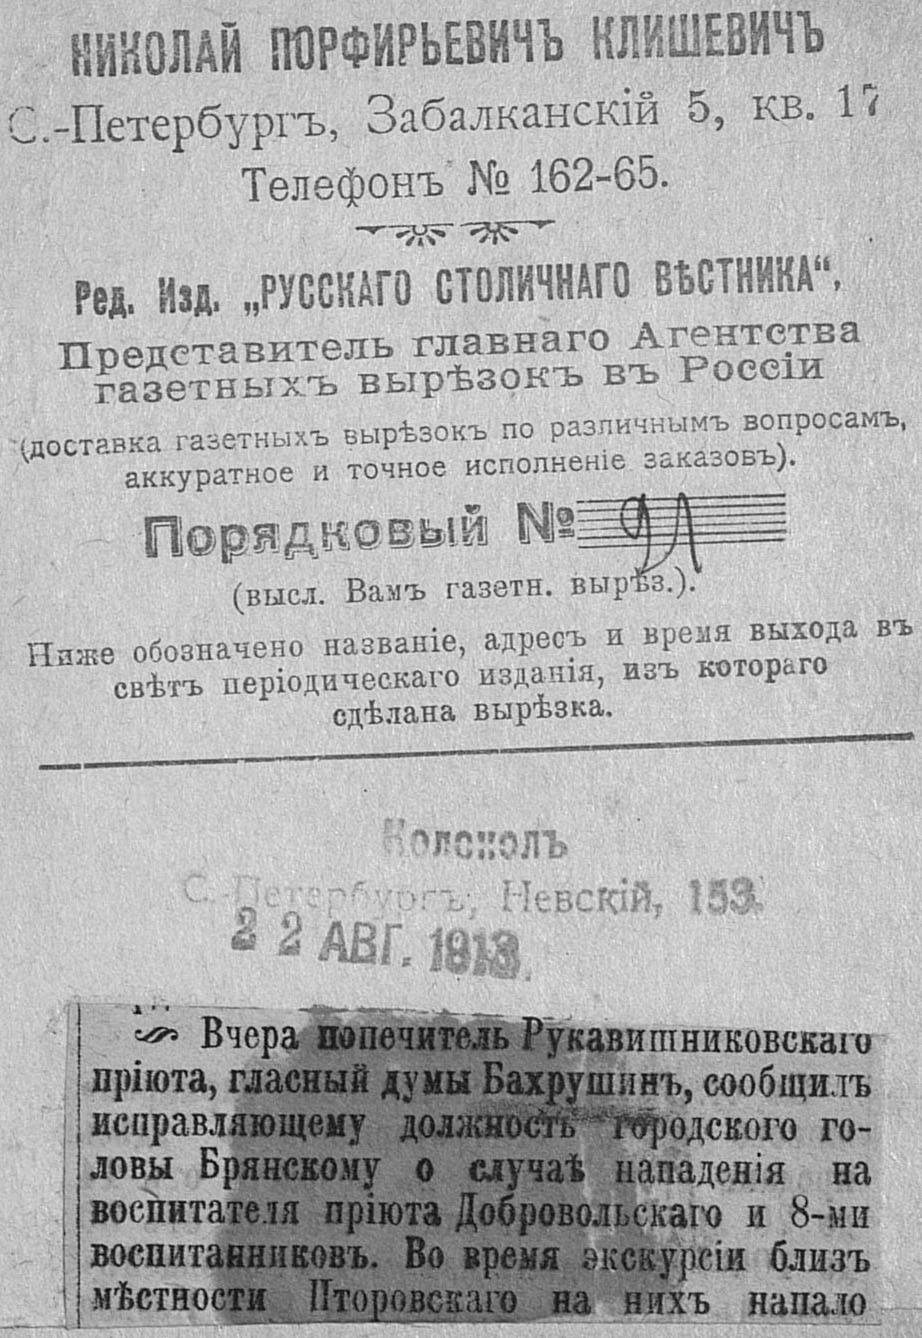 НИКОЛАЙ ПОРФИРЬЕВИЧЪ КЛИШЕВИЧЪ
С.-Петербургъ, Забалканскій 5, кв. 17
Телефонъ № 162-65.
Ред. Изд. „РУССКАГО СТОЛИЧНАГО ВѢСТНИКА“,
Представитель главнаго Агентства
газетныхъ вырѣзокъ въ Россіи
(доставка газетныхъ вырѣзокъ по различнымъ вопросамъ,
аккуратное и точное исполненіе заказовъ).
Порядковый №
(высл. Вамъ газетн. вырѣз.).
Ниже обозначено названіе, адресъ и время выхода въ
свѣтъ періодическаго изданія, изъ котораго
сдѣлана вырѣзка.
Колоколъ
С.-Петербургъ, Невскій, 153.
22 АВГ. 1913.
Вчера попечитель Рукавишниковскаго
пріюта, гласный думы Бахрушинъ, сообщилъ
исправляющему должность городского го-
ловы Брянскому о случаѣ нападенія на
воспитателя пріюта Добровольскаго и 8-ми
воспитанниковъ. Во время экскурсіи близъ
мѣстности Пторовскаго на нихъ напало